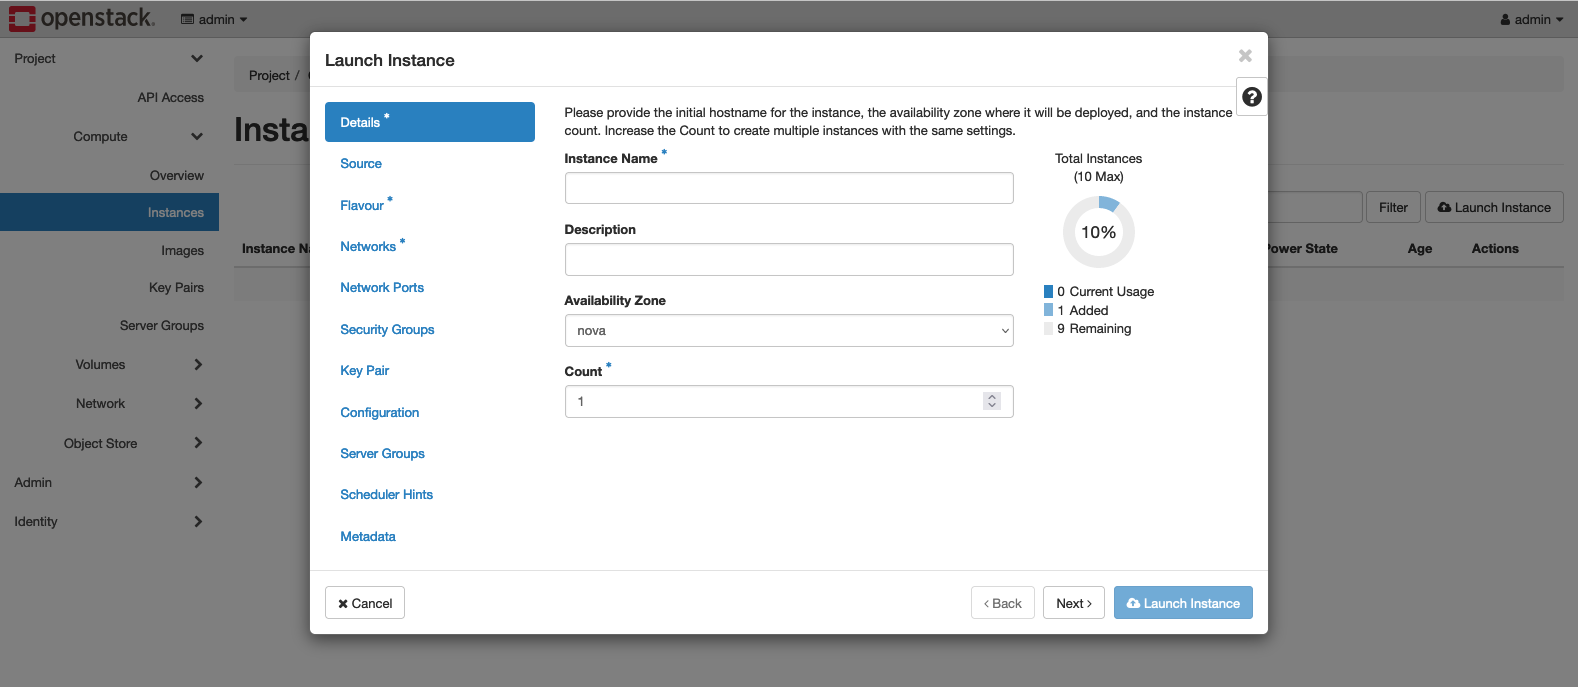 openstack.
admin
admin
Project
API Access
Compute
Overview
Instances
Images
Key Pairs
Server Groups
Volumes
Network
Object Store
Admin
Identity
Project /
Insta
Filter
Launch Instance
Instance Na
Power State
Age
Actions
Launch Instance
Details *
Source
Flavour *
Networks *
Network Ports
Security Groups
Key Pair
Configuration
Server Groups
Scheduler Hints
Metadata
Please provide the initial hostname for the instance, the availability zone where it will be deployed, and the instance
count. Increase the Count to create multiple instances with the same settings.
Instance Name *
Description
Availability Zone
nova
Count *
1
Total Instances
(10 Max)
10%
0 Current Usage
1 Added
9 Remaining
Cancel
‹ Back
Next ›
Launch Instance